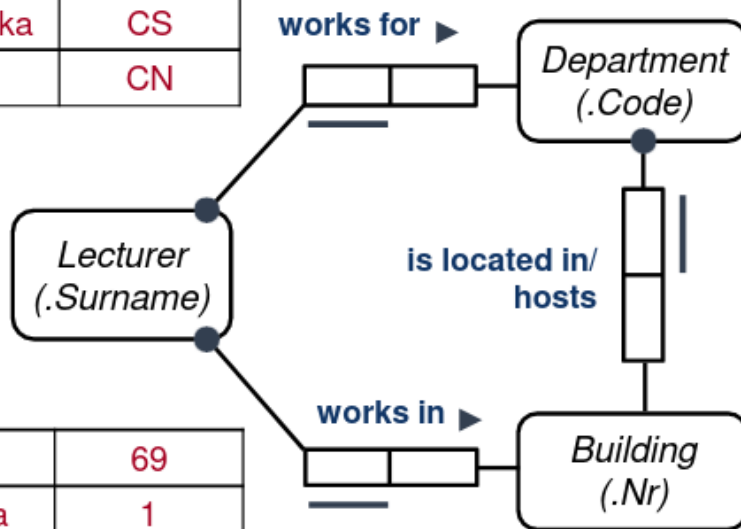 ka CS
CN
works for ▶
Department
(.Code)
Lecturer
(.Surname)
is located in/
hosts
works in ▶
69
a 1
Building
(.Nr)